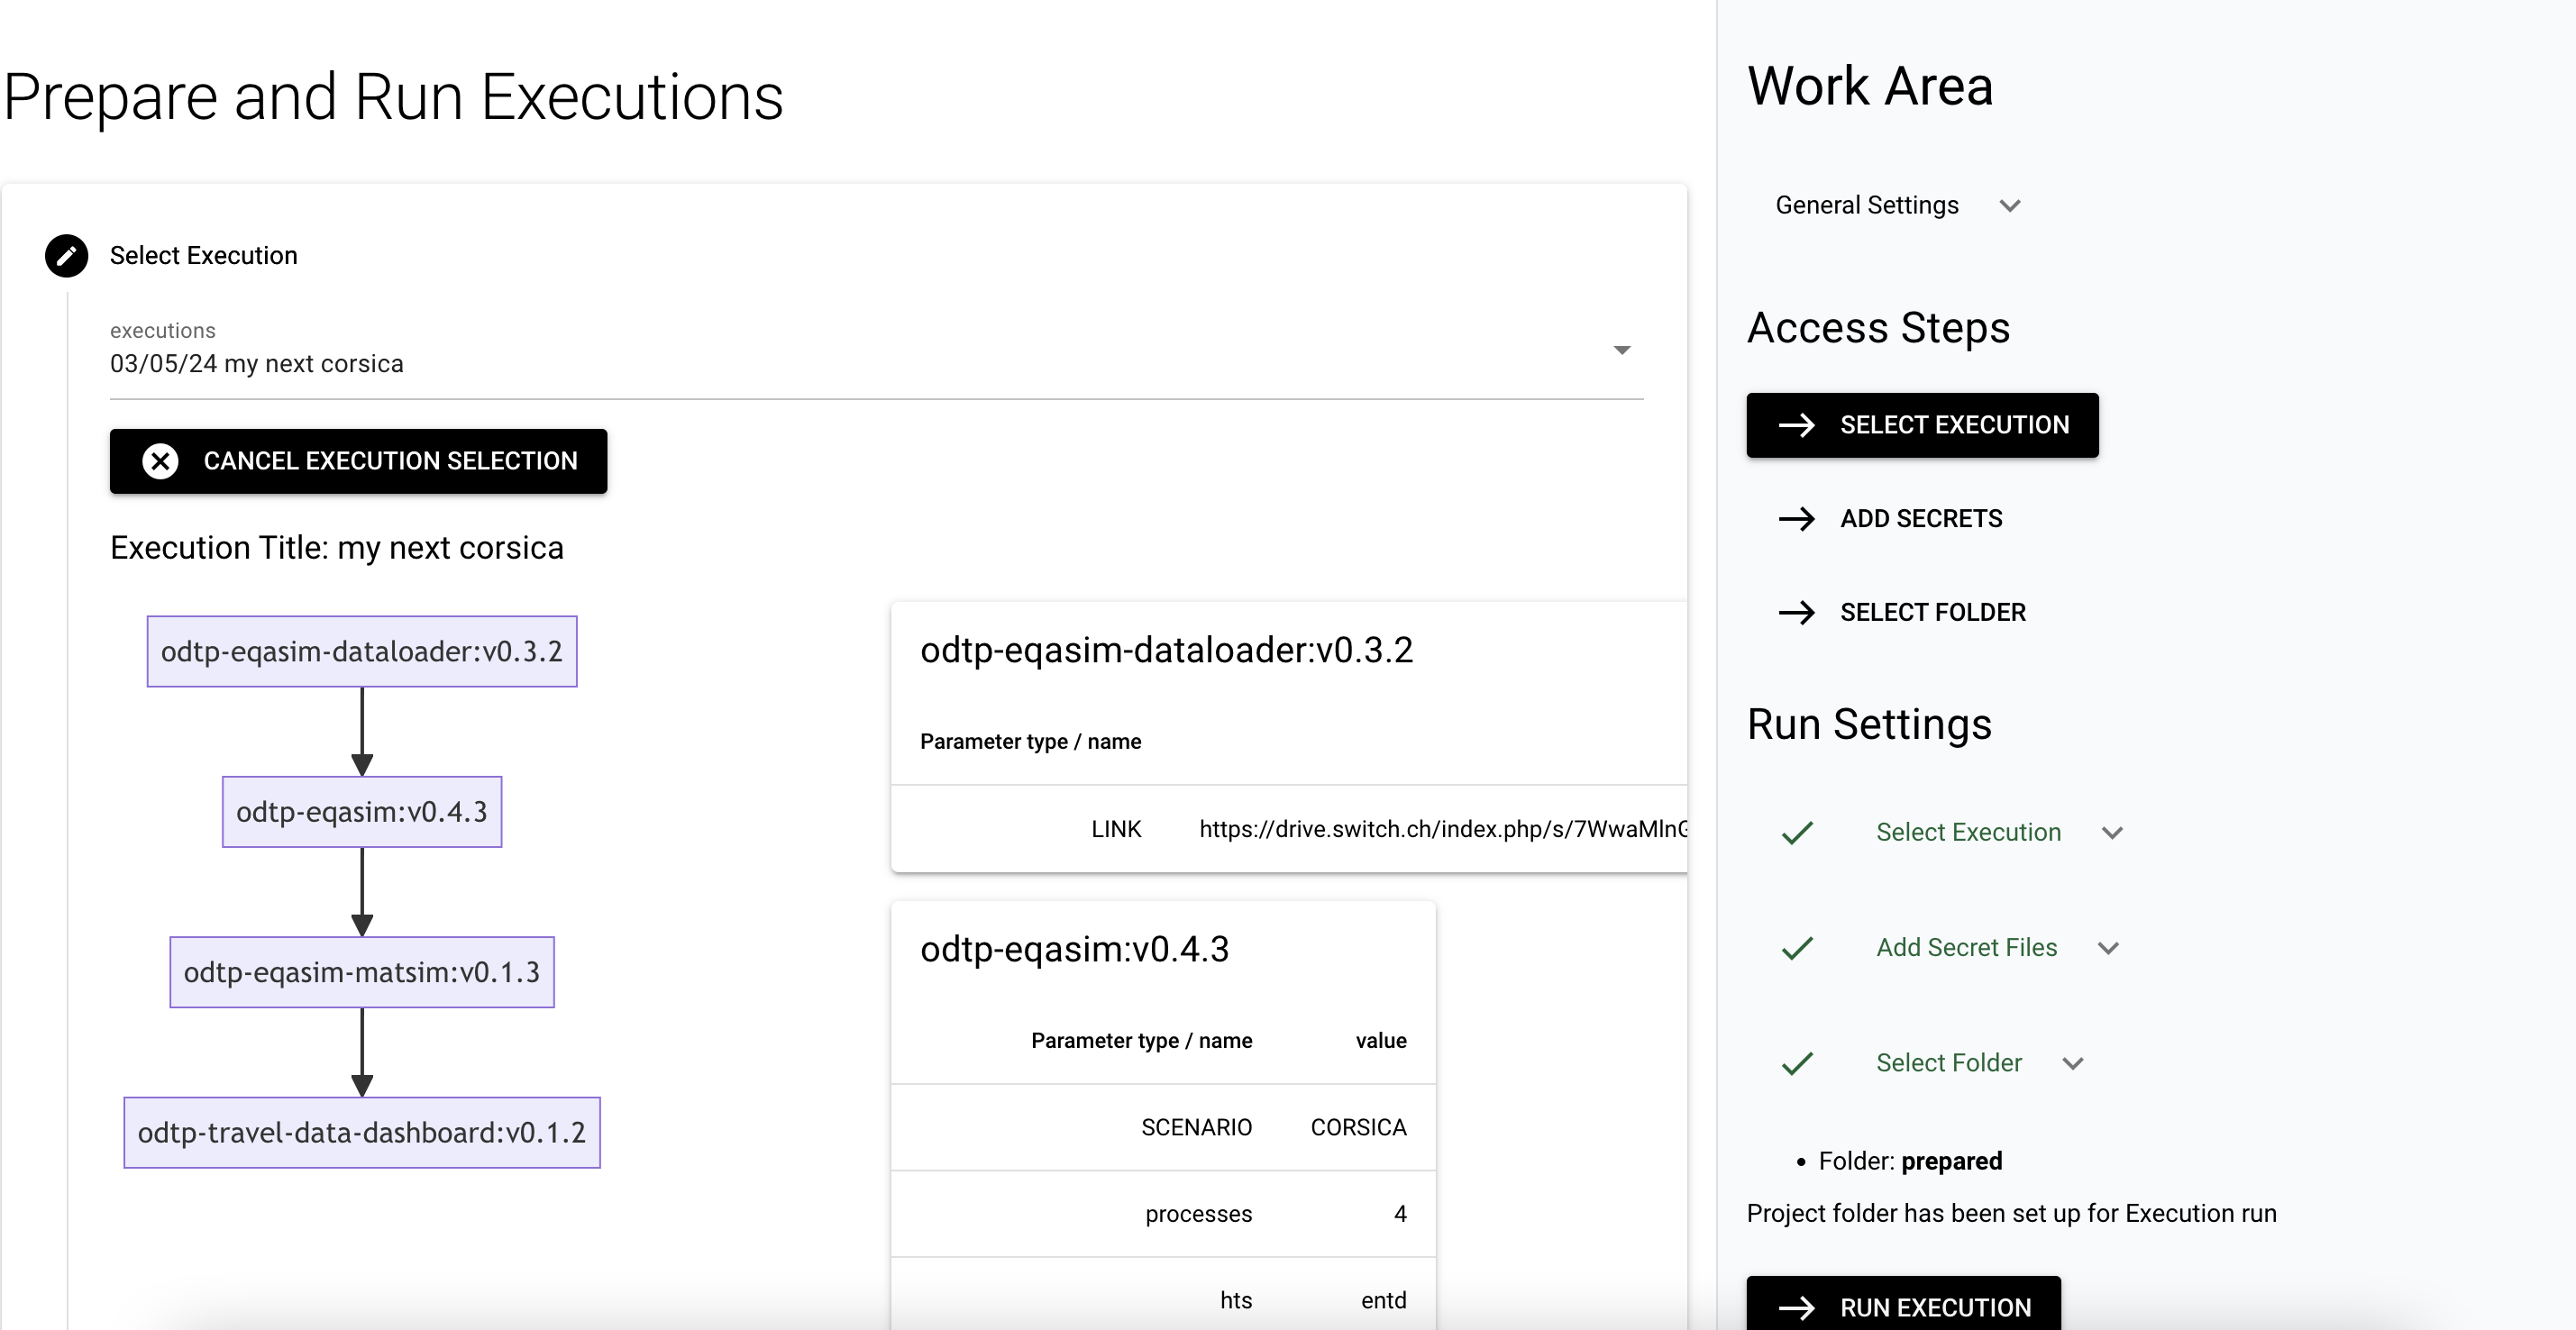 Prepare and Run Executions
Select Execution
executions
03/05/24 my next corsica
CANCEL EXECUTION SELECTION
Execution Title: my next corsica
odtp-eqasim-dataloader:v0.3.2
odtp-eqasim:v0.4.3
odtp-eqasim-matsim:v0.1.3
odtp-travel-data-dashboard:v0.1.2
odtp-eqasim-dataloader:v0.3.2
Parameter type / name
LINK https://drive.switch.ch/index.php/s/7WwaMln
odtp-eqasim:v0.4.3
Parameter type / name value
SCENARIO CORSICA
processes 4
hts entd
Work Area
General Settings
Access Steps
SELECT EXECUTION
ADD SECRETS
SELECT FOLDER
Run Settings
Select Execution
Add Secret Files
Select Folder
• Folder: prepared
Project folder has been set up for Execution run
RUN EXECUTION